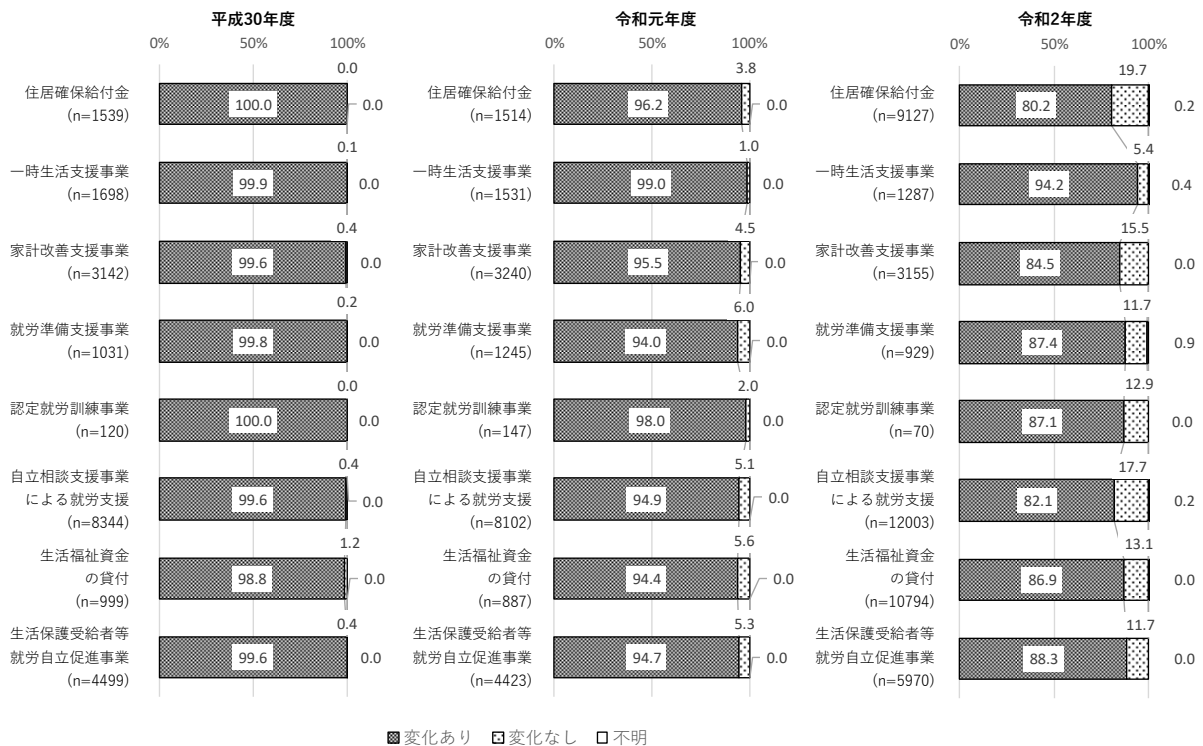 平成30年度
0%
50%
100%
住居確保給付金
(n=1539)
100.0
0.0
0.0
一時生活支援事業
(n=1698)
99.9
0.1
0.0
家計改善支援事業
(n=3142)
99.6
0.4
0.0
就労準備支援事業
(n=1031)
99.8
0.2
0.0
認定就労訓練事業
(n=120)
100.0
0.0
0.0
自立相談支援事業
による就労支援
(n=8344)
99.6
0.4
0.0
生活福祉資金
の貸付
(n=999)
98.8
1.2
0.0
生活保護受給者等
就労自立促進事業
(n=4499)
99.6
0.4
0.0
令和元年度
0%
50%
100%
住居確保給付金
(n=1514)
96.2
3.8
0.0
一時生活支援事業
(n=1531)
99.0
1.0
0.0
家計改善支援事業
(n=3240)
95.5
4.5
0.0
就労準備支援事業
(n=1245)
94.0
6.0
0.0
認定就労訓練事業
(n=147)
98.0
2.0
0.0
自立相談支援事業
による就労支援
(n=8102)
94.9
5.1
0.0
生活福祉資金
の貸付
(n=887)
94.4
5.6
0.0
生活保護受給者等
就労自立促進事業
(n=4423)
94.7
5.3
0.0
令和2年度
0%
50%
100%
住居確保給付金
(n=9127)
80.2
19.7
0.2
一時生活支援事業
(n=1287)
94.2
5.4
0.4
家計改善支援事業
(n=3155)
84.5
15.5
0.0
就労準備支援事業
(n=929)
87.4
11.7
0.9
認定就労訓練事業
(n=70)
87.1
12.9
0.0
自立相談支援事業
による就労支援
(n=12003)
82.1
17.7
0.2
生活福祉資金
の貸付
(n=10794)
86.9
13.1
0.0
生活保護受給者等
就労自立促進事業
(n=5970)
88.3
11.7
0.0
変化あり 変化なし 不明